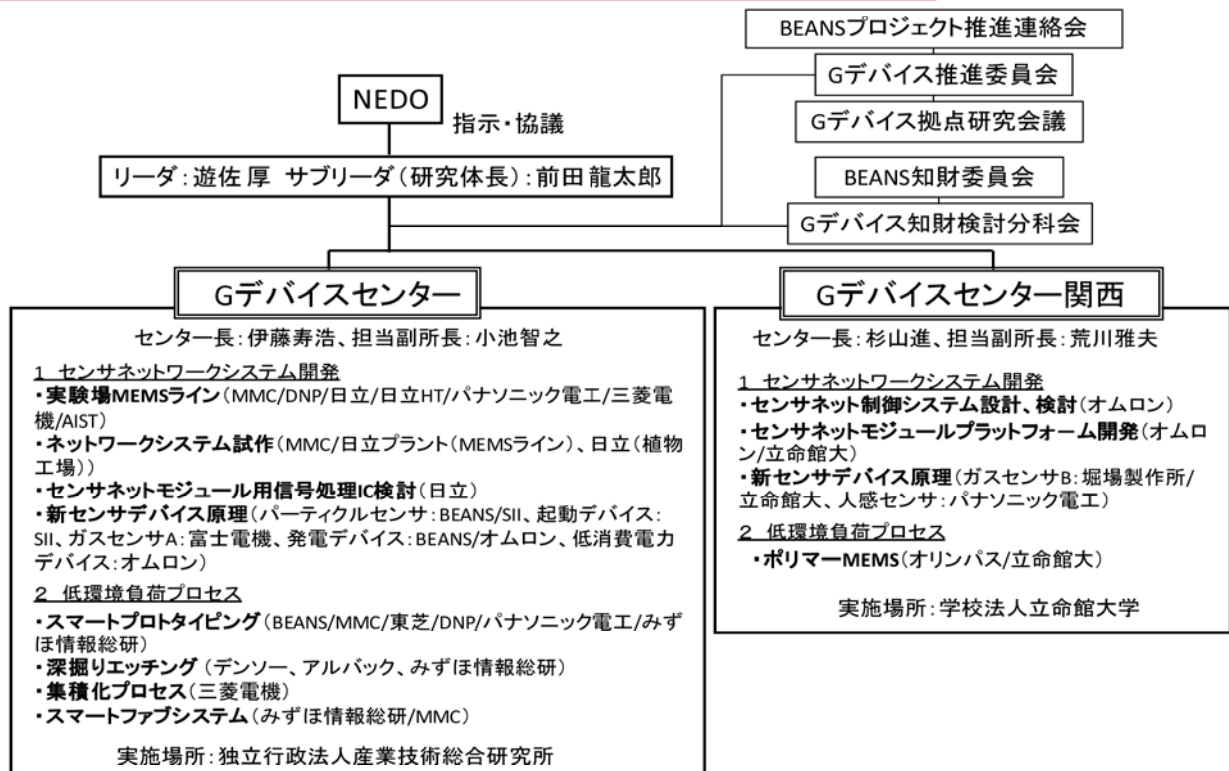 BEANSプロジェクト推進連絡会
Gデバイス推進委員会
Gデバイス拠点研究会議
NEDO
指示・協議
リーダ：遊佐 厚 サブリーダ（研究体長）：前田龍太郎
BEANS知財委員会
Gデバイス知財検討分科会
Gデバイスセンター
センター長：伊藤寿浩、担当副所長：小池智之
1 センサネットワークシステム開発
・実験場MEMSライン（MMC/DNP/日立/日立HT/パナソニック電工/三菱電
機/AIST）
・ネットワークシステム試作（MMC/日立プラント（MEMSライン）、日立（植物
工場））
・センサネットモジュール用信号処理IC検討（日立）
・新センサデバイス原理（パーティクルセンサ：BEANS/SII、起動デバイス：
SII、ガスセンサA：富士電機、発電デバイス：BEANS/オムロン、低消費電力
デバイス：オムロン）
2 低環境負荷プロセス
・スマートプロトタイピング（BEANS/MMC/東芝/DNP/パナソニック電工/みず
ほ情報総研）
・深掘りエッチング（デンソー、アルバック、みずほ情報総研）
・集積化プロセス（三菱電機）
・スマートファブシステム（みずほ情報総研/MMC）
実施場所：独立行政法人産業技術総合研究所
Gデバイスセンター関西
センター長：杉山進、担当副所長：荒川雅夫
1 センサネットワークシステム開発
・センサネット制御システム設計、検討（オムロン）
・センサネットモジュールプラットフォーム開発（オムロ
ン/立命館大）
・新センサデバイス原理（ガスセンサB：堀場製作所/
立命館大、人感センサ：パナソニック電工）
2 低環境負荷プロセス
・ポリマーMEMS（オリンパス/立命館大）
実施場所：学校法人立命館大学